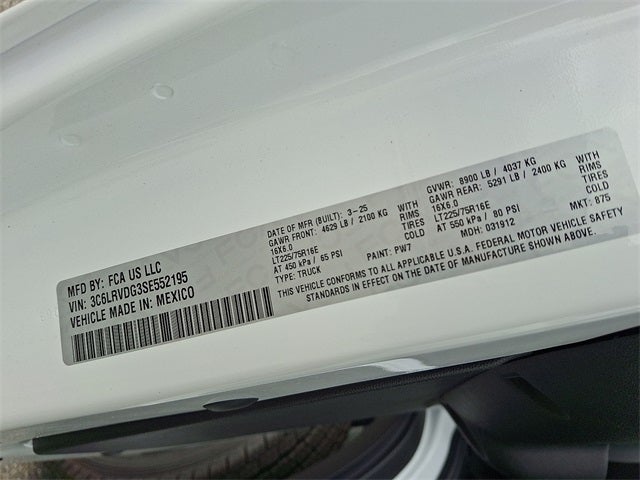 MFD BY: FCA US LLC
VIN: 3C6LRVDG3SE552195
VEHICLE MADE IN: MEXICO
DATE OF MFR (BUILT): 3-25
GAWR FRONT: 4629 LB / 2100 KG WITH
16X6.0 RIMS
LT225/75R16E TIRES
AT 450 kPa / 65 PSI COLD
TYPE: TRUCK PAINT: PW7
GVWR: 8900 LB / 4037 KG
GAWR REAR: 5291 LB / 2400 KG WITH
16X6.0 RIMS
LT225/75R16E TIRES
AT 550 kPa / 80 PSI COLD
MDH: 031912 MKT: 875
THIS VEHICLE CONFORMS TO ALL APPLICABLE U.S.A. FEDERAL MOTOR VEHICLE SAFETY
STANDARDS IN EFFECT ON THE DATE OF MANUFACTURE SHOWN ABOVE.